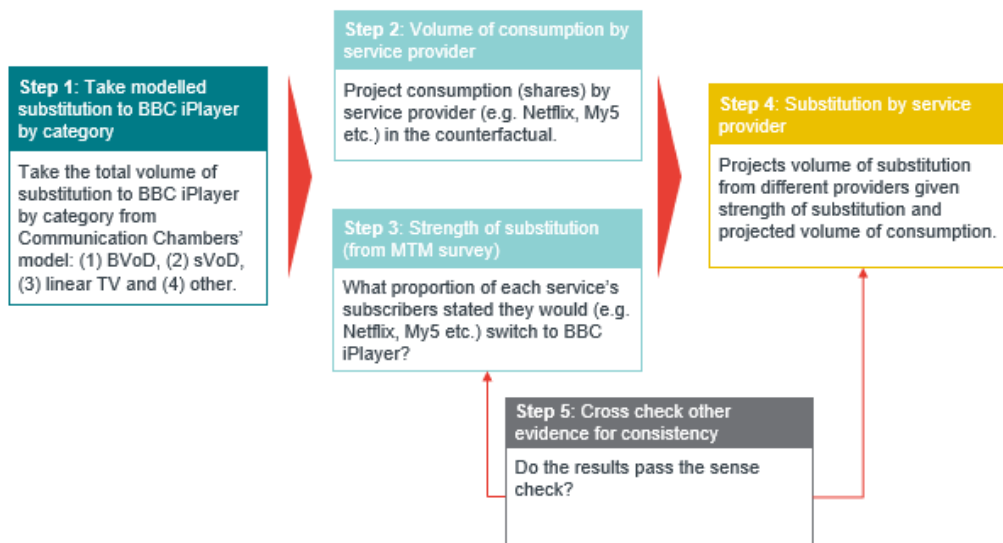 Step 1: Take modelled
substitution to BBC iPlayer
by category
Take the total volume of
substitution to BBC iPlayer
by category from
Communication Chambers'
model: (1) BVoD, (2) sVoD,
(3) linear TV and (4) other.
Step 2: Volume of consumption by
service provider
Project consumption (shares) by
service provider (e.g. Netflix, My5
etc.) in the counterfactual.
Step 3: Strength of substitution
(from MTM survey)
What proportion of each service's
subscribers stated they would (e.g.
Netflix, My5 etc.) switch to BBC
iPlayer?
Step 4: Substitution by service
provider
Projects volume of substitution
from different providers given
strength of substitution and
projected volume of consumption.
Step 5: Cross check other
evidence for consistency
Do the results pass the sense
check?